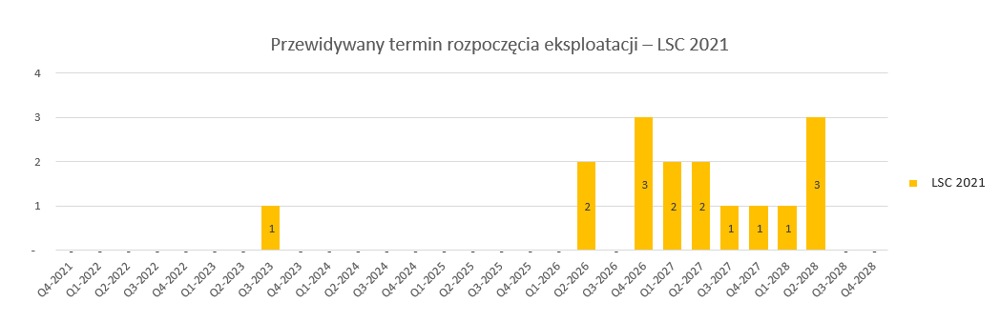 Przewidywany termin rozpoczęcia eksploatacji – LSC 2021
4
3
2
1
-
1
2
3
2
2
1
1
1
3
- - - - - - - - - - - - - - - - - - - -
Q4-2021
Q1-2022
Q2-2022
Q3-2022
Q4-2022
Q1-2023
Q2-2023
Q3-2023
Q4-2023
Q1-2024
Q2-2024
Q3-2024
Q4-2024
Q1-2025
Q2-2025
Q3-2025
Q4-2025
Q1-2026
Q2-2026
Q3-2026
Q4-2026
Q1-2027
Q2-2027
Q3-2027
Q4-2027
Q1-2028
Q2-2028
Q3-2028
Q4-2028
LSC 2021